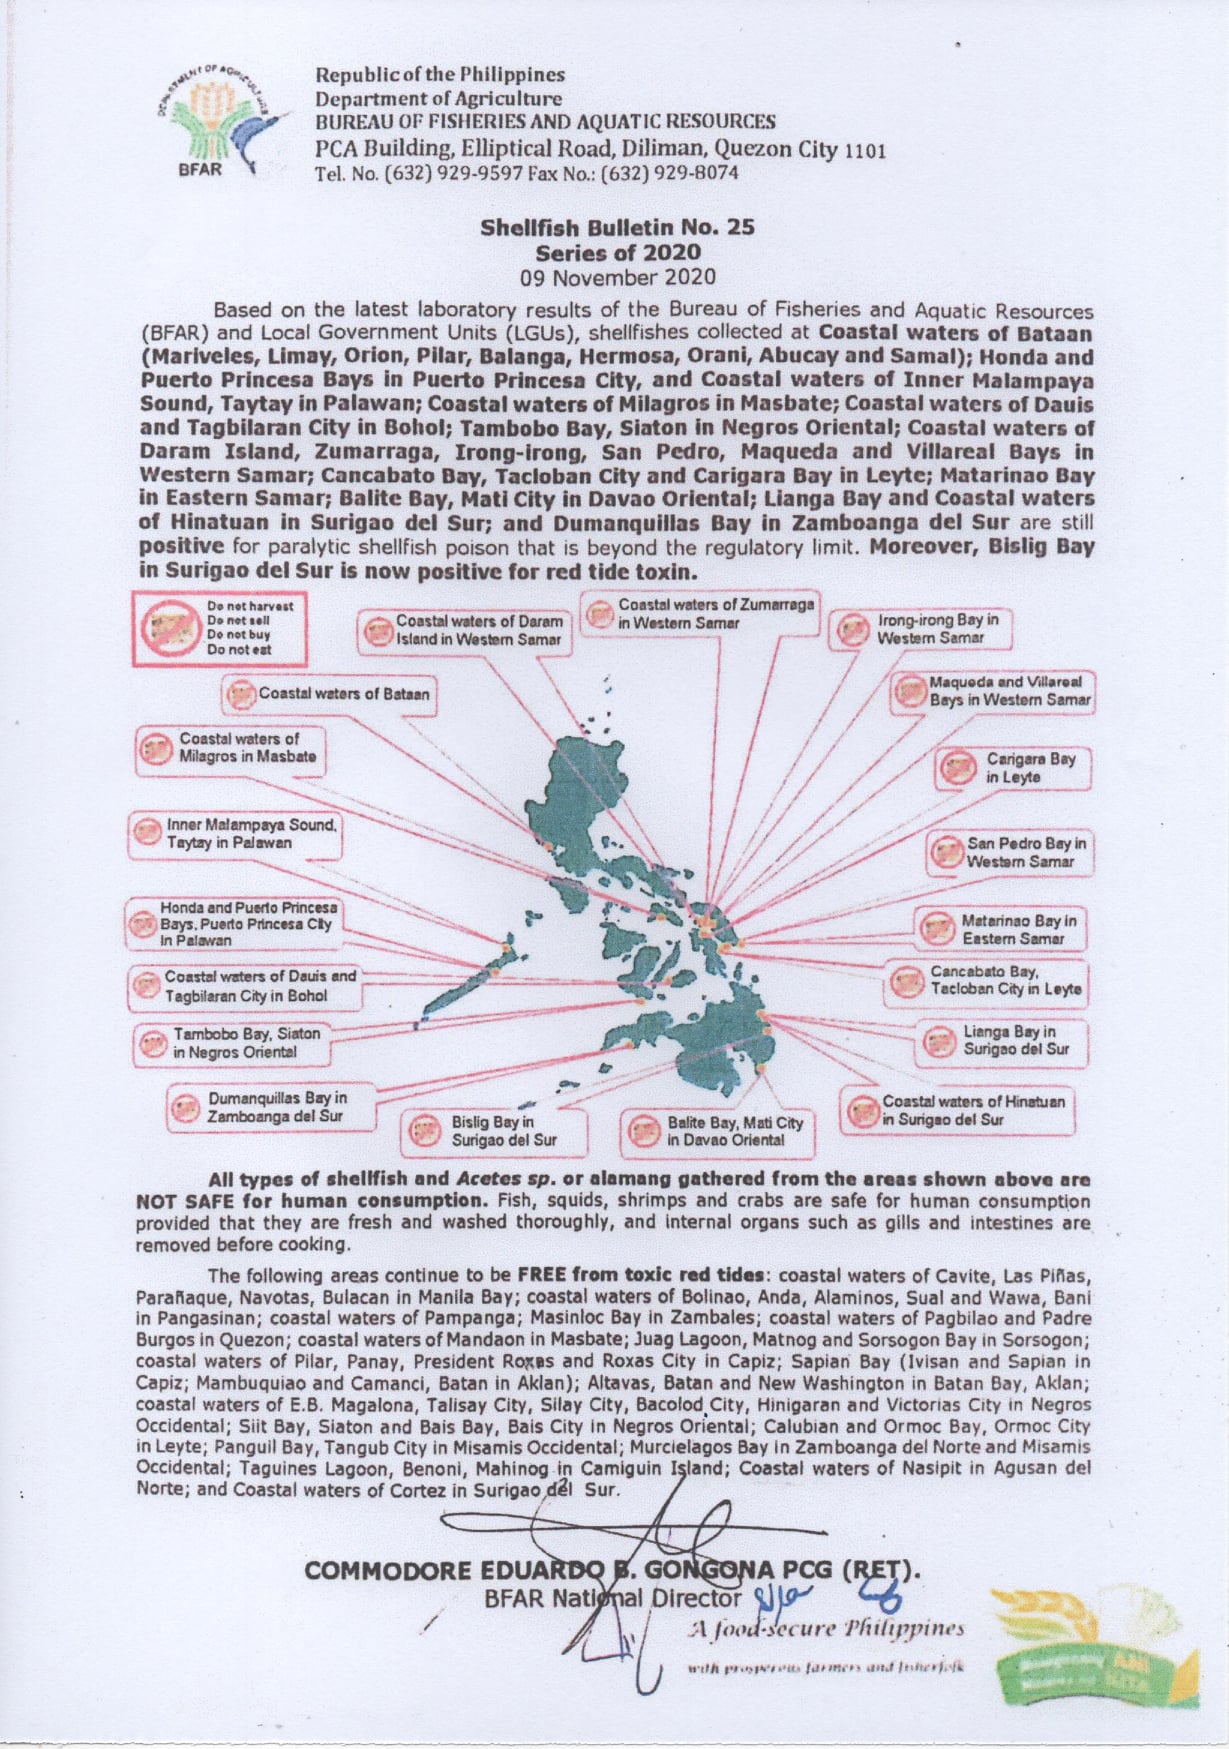 DEPARTMENT OF AGRICULTURE
BFAR
Republic of the Philippines
Department of Agriculture
BUREAU OF FISHERIES AND AQUATIC RESOURCES
PCA Building, Elliptical Road, Diliman, Quezon City 1101
Tel. No. (632) 929-9597 Fax No.: (632) 929-8074
Shellfish Bulletin No. 25
Series of 2020
09 November 2020
Based on the latest laboratory results of the Bureau of Fisheries and Aquatic Resources
(BFAR) and Local Government Units (LGUs), shellfishes collected at Coastal waters of Bataan
(Mariveles, Limay, Orion, Pilar, Balanga, Hermosa, Orani, Abucay and Samal); Honda and
Puerto Princesa Bays in Puerto Princesa City, and Coastal waters of Inner Malampaya
Sound, Taytay in Palawan; Coastal waters of Milagros in Masbate; Coastal waters of Dauis
and Tagbilaran City in Bohol; Tambobo Bay, Siaton in Negros Oriental; Coastal waters of
Daram Island, Zumarraga, Irong-irong, San Pedro, Maqueda and Villareal Bays in
Western Samar; Cancabato Bay, Tacloban City and Carigara Bay in Leyte; Matarinao Bay
in Eastern Samar; Balite Bay, Mati City in Davao Oriental; Lianga Bay and Coastal waters
of Hinatuan in Surigao del Sur; and Dumanquillas Bay in Zamboanga del Sur are still
positive for paralytic shellfish poison that is beyond the regulatory limit. Moreover, Bislig Bay
in Surigao del Sur is now positive for red tide toxin.
Do not harvest
Do not sell
Do not buy
Do not eat
Coastal waters of Daram
Island in Western Samar
Coastal waters of Zumarraga
in Western Samar
Irong-irong Bay in
Western Samar
Coastal waters of Bataan
Maqueda and Villareal
Bays in Western Samar
Coastal waters of
Milagros in Masbate
Carigara Bay
in Leyte
Inner Malampaya Sound,
Taytay in Palawan
San Pedro Bay in
Western Samar
Honda and Puerto Princesa
Bays, Puerto Princesa City
in Palawan
Matarinao Bay in
Eastern Samar
Coastal waters of Dauis and
Tagbilaran City in Bohol
Cancabato Bay,
Tacloban City in Leyte
Tambobo Bay, Siaton
in Negros Oriental
Lianga Bay in
Surigao del Sur
Dumanquillas Bay in
Zamboanga del Sur
Bislig Bay in
Surigao del Sur
Balite Bay, Mati City
in Davao Oriental
Coastal waters of Hinatuan
in Surigao del Sur
All types of shellfish and Acetes sp. or alamang gathered from the areas shown above are
NOT SAFE for human consumption. Fish, squids, shrimps and crabs are safe for human consumption
provided that they are fresh and washed thoroughly, and internal organs such as gills and intestines are
removed before cooking.
The following areas continue to be FREE from toxic red tides: coastal waters of Cavite, Las Piñas,
Parañaque, Navotas, Bulacan in Manila Bay; coastal waters of Bolinao, Anda, Alaminos, Sual and Wawa, Bani
in Pangasinan; coastal waters of Pampanga; Masinloc Bay in Zambales; coastal waters of Pagbilao and Padre
Burgos in Quezon; coastal waters of Mandaon in Masbate; Juag Lagoon, Matnog and Sorsogon Bay in Sorsogon;
coastal waters of Pilar, Panay, President Roxas and Roxas City in Capiz; Sapian Bay (Ivisan and Sapian in
Capiz; Mambuquiao and Camanci, Batan in Aklan); Altavas, Batan and New Washington in Batan Bay, Aklan;
coastal waters of E.B. Magalona, Talisay City, Silay City, Bacolod City, Hinigaran and Victorias City in Negros
Occidental; Siit Bay, Siaton and Bais Bay, Bais City in Negros Oriental; Calubian and Ormoc Bay, Ormoc City
in Leyte; Panguil Bay, Tangub City in Misamis Occidental; Murcielagos Bay in Zamboanga del Norte and Misamis
Occidental; Taguines Lagoon, Benoni, Mahinog in Camiguin Island; Coastal waters of Nasipit in Agusan del
Norte; and Coastal waters of Cortez in Surigao del Sur.
COMMODORE EDUARDO B. GONGONA PCG (RET).
BFAR National Director
A food-secure Philippines
with prosperous farmers and fisherfolk
ANI
KITA